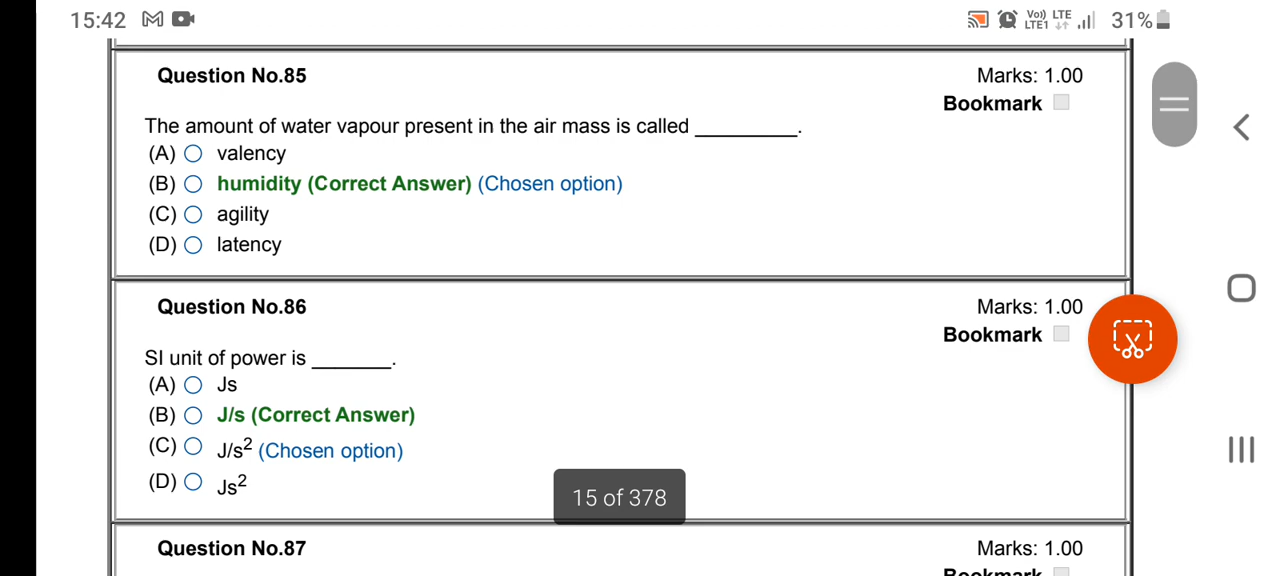 15:42 Vo)) LTE LTE1 31%
Question No.85 Marks: 1.00
Bookmark
The amount of water vapour present in the air mass is called _________.
(A) valency
(B) humidity (Correct Answer) (Chosen option)
(C) agility
(D) latency
Question No.86 Marks: 1.00
Bookmark
SI unit of power is _______.
(A) Js
(B) J/s (Correct Answer)
(C) J/s² (Chosen option)
(D) Js²
15 of 378
Question No.87 Marks: 1.00
Bookmark